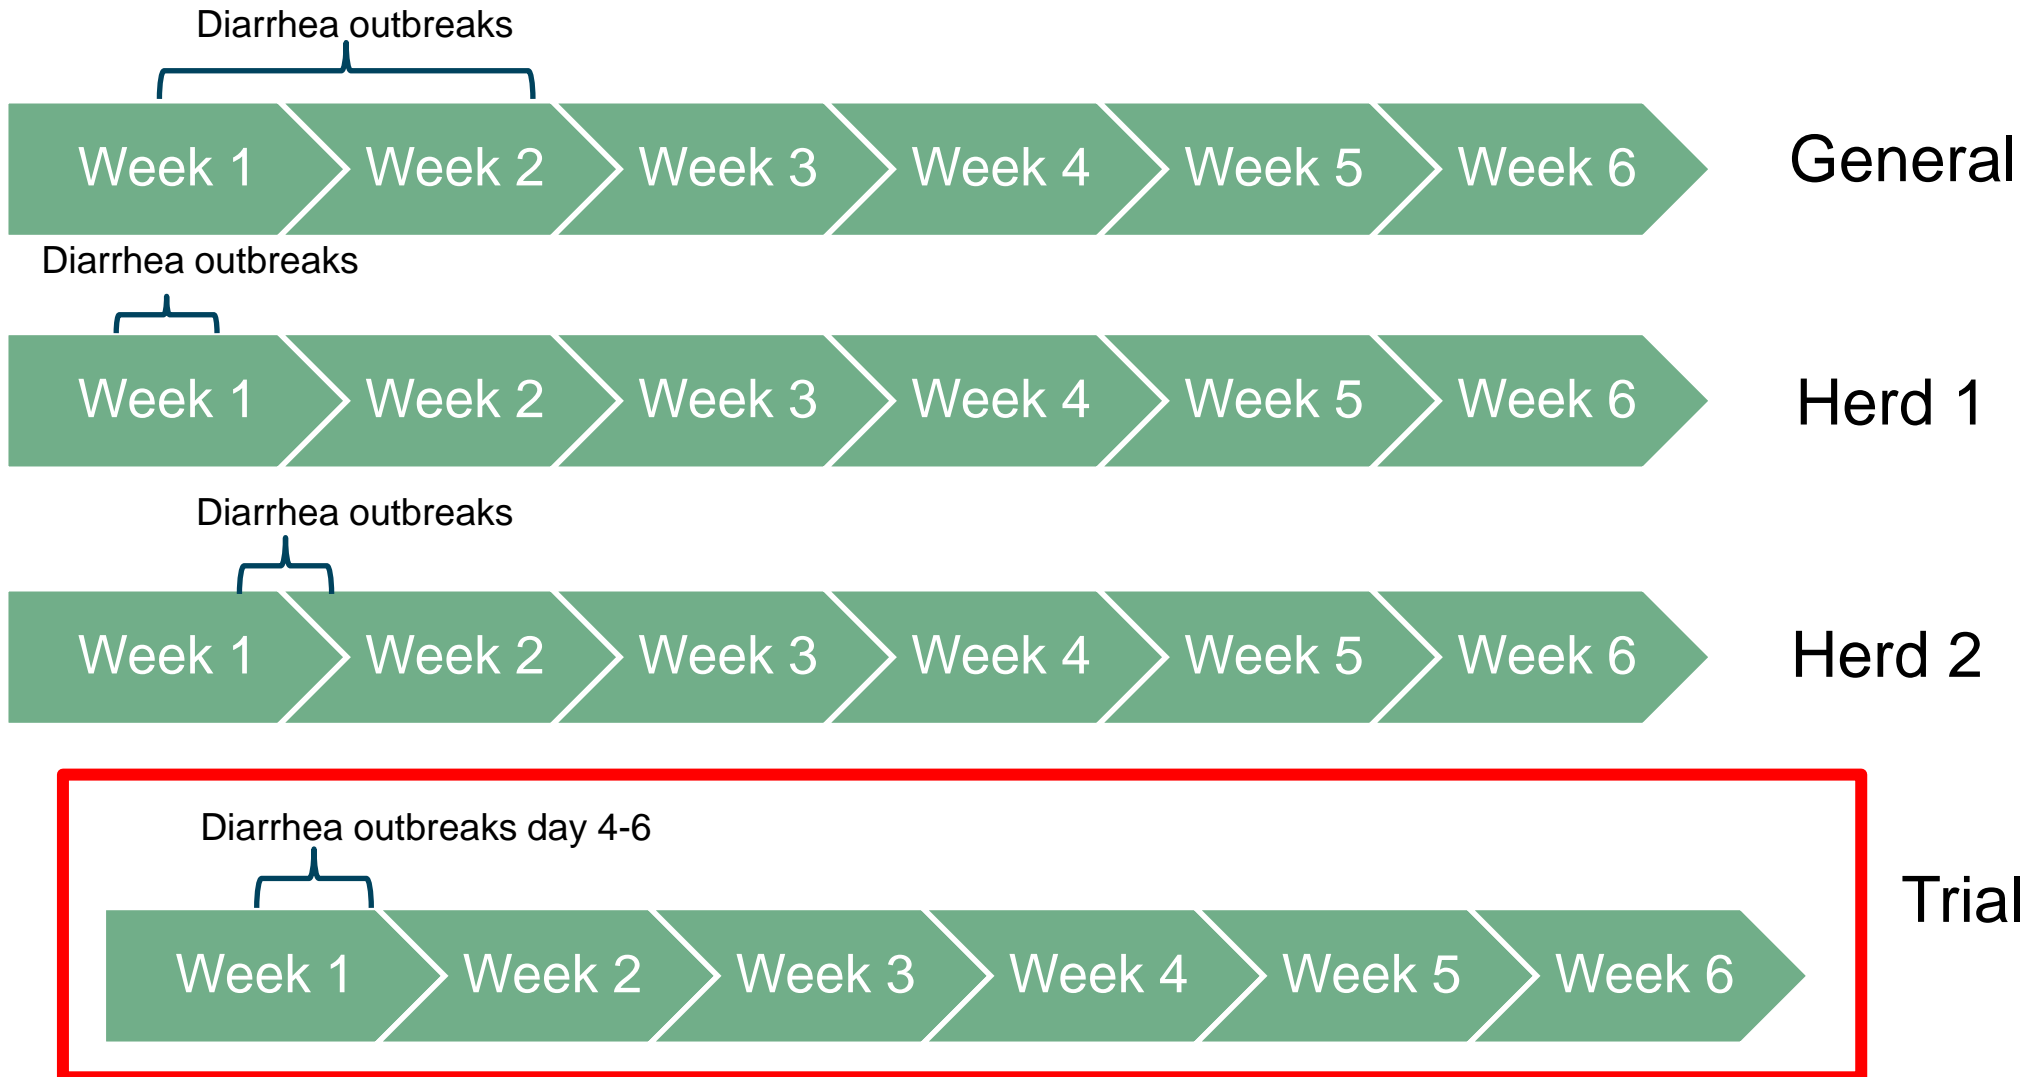 Diarrhea outbreaks
Week 1 Week 2 Week 3 Week 4 Week 5 Week 6 General
Diarrhea outbreaks
Week 1 Week 2 Week 3 Week 4 Week 5 Week 6 Herd 1
Diarrhea outbreaks
Week 1 Week 2 Week 3 Week 4 Week 5 Week 6 Herd 2
Diarrhea outbreaks day 4-6
Week 1 Week 2 Week 3 Week 4 Week 5 Week 6 Trial